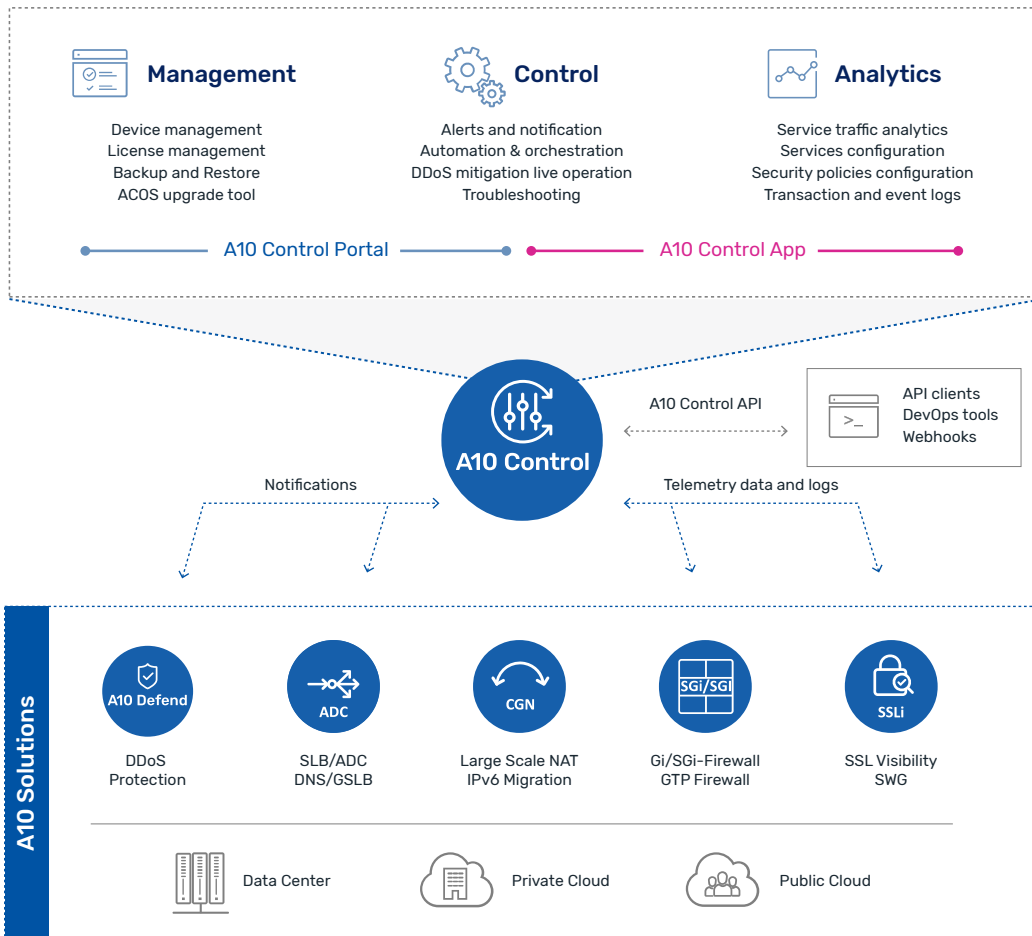 Management
Control
Analytics
Device management
License management
Backup and Restore
ACOS upgrade tool
Alerts and notification
Automation & orchestration
DDoS mitigation live operation
Troubleshooting
Service traffic analytics
Services configuration
Security policies configuration
Transaction and event logs
A10 Control Portal
A10 Control App
A10 Control
A10 Control API
>_
API clients
DevOps tools
Webhooks
Notifications
Telemetry data and logs
A10 Solutions
A10 Defend
ADC
CGN
SGi/SGI
SSLi
DDoS
Protection
SLB/ADC
DNS/GSLB
Large Scale NAT
IPv6 Migration
Gi/SGi-Firewall
GTP Firewall
SSL Visibility
SWG
Data Center
Private Cloud
Public Cloud